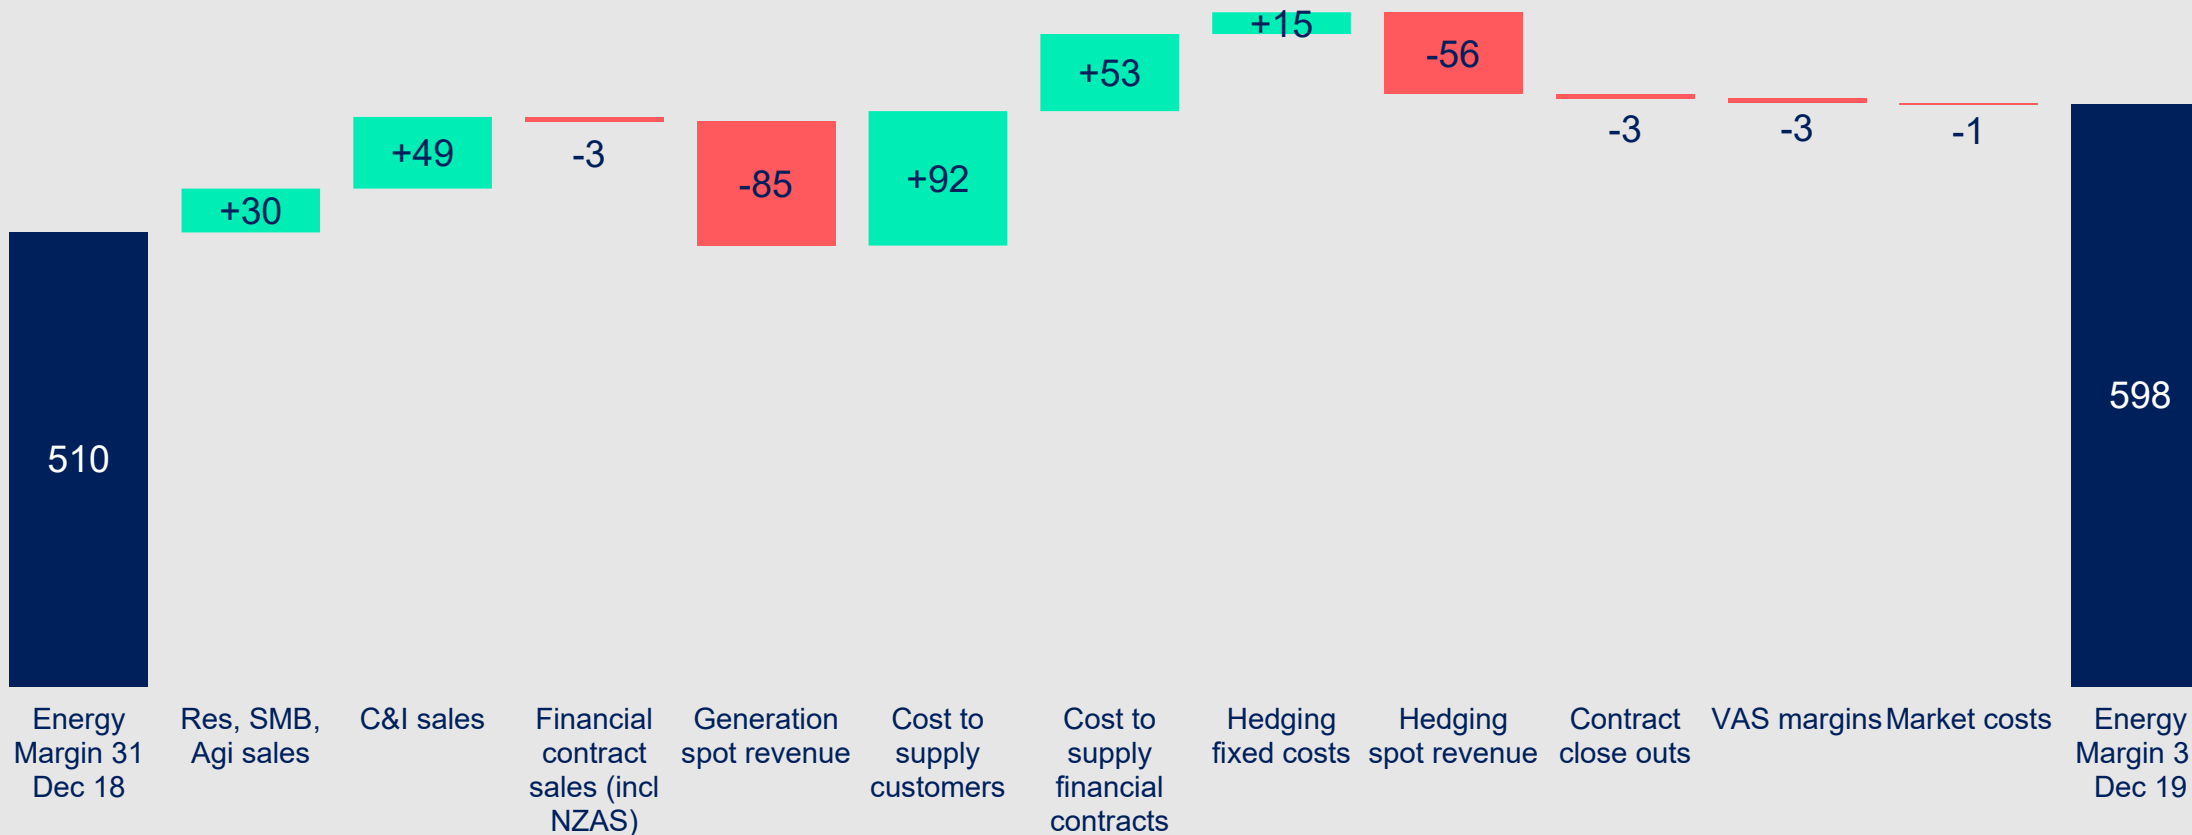 +15
-56
+53
-3
-3
-1
+49
-3
-85
+92
+30
598
510
Energy
Margin 31
Dec 18
Res, SMB,
Agi sales
C&I sales
Financial
contract
sales (incl
NZAS)
Generation
spot revenue
Cost to
supply
customers
Cost to
supply
financial
contracts
Hedging
fixed costs
Hedging
spot revenue
Contract
close outs
VAS margins
Market costs
Energy
Margin 3
Dec 19